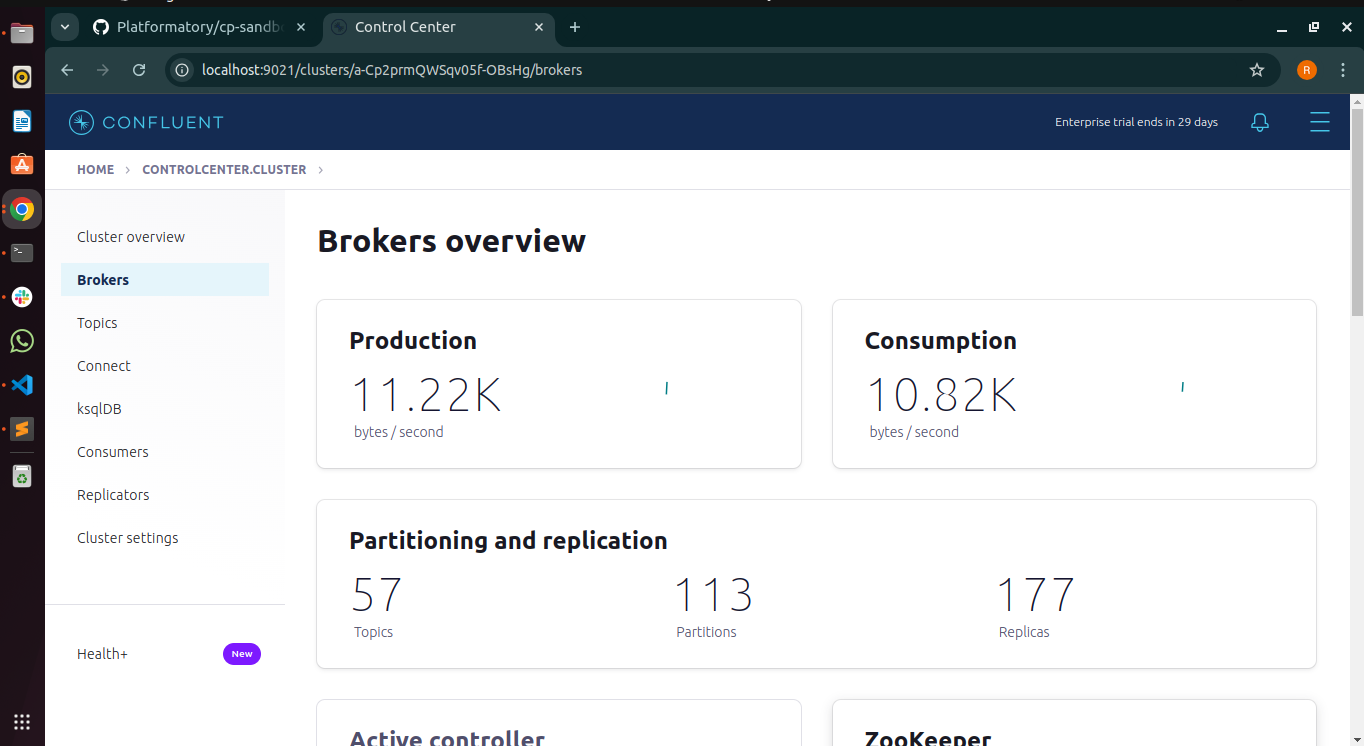 Platformatory/cp-sandb
Control Center
localhost:9021/clusters/a-Cp2prmQWSqv05f-OBsHg/brokers
R
CONFLUENT
Enterprise trial ends in 29 days
HOME
CONTROLCENTER.CLUSTER
Cluster overview
Brokers
Topics
Connect
ksqlDB
Consumers
Replicators
Cluster settings
Health+
New
Brokers overview
Production
11.22K
bytes / second
Consumption
10.82K
bytes / second
Partitioning and replication
57
Topics
113
Partitions
177
Replicas
Active controller
ZooKeeper